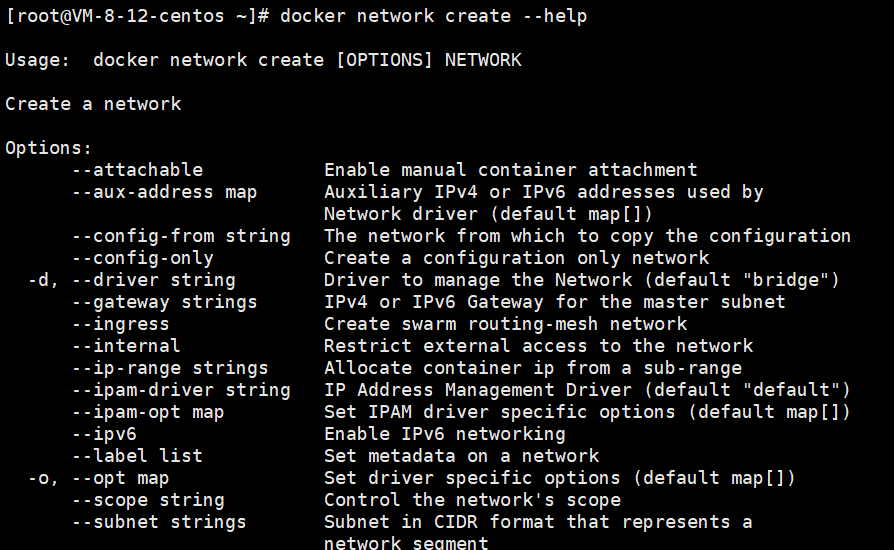 [root@VM-8-12-centos ~]# docker network create --help
Usage:  docker network create [OPTIONS] NETWORK
Create a network
Options:
      --attachable           Enable manual container attachment
      --aux-address map      Auxiliary IPv4 or IPv6 addresses used by
                             Network driver (default map[])
      --config-from string   The network from which to copy the configuration
      --config-only          Create a configuration only network
  -d, --driver string        Driver to manage the Network (default "bridge")
      --gateway strings      IPv4 or IPv6 Gateway for the master subnet
      --ingress              Create swarm routing-mesh network
      --internal             Restrict external access to the network
      --ip-range strings     Allocate container ip from a sub-range
      --ipam-driver string   IP Address Management Driver (default "default")
      --ipam-opt map         Set IPAM driver specific options (default map[])
      --ipv6                 Enable IPv6 networking
      --label list           Set metadata on a network
  -o, --opt map              Set driver specific options (default map[])
      --scope string         Control the network's scope
      --subnet strings       Subnet in CIDR format that represents a
                             network segment